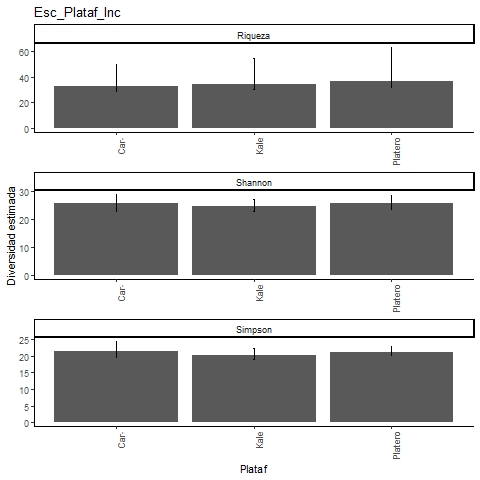 Esc_Plataf_Inc
Riqueza
60
40
20
0
Car-
Kale
Platero
Shannon
30
20
10
0
Car-
Kale
Platero
Simpson
25
20
15
10
5
0
Car-
Kale
Platero
Diversidad estimada
Plataf